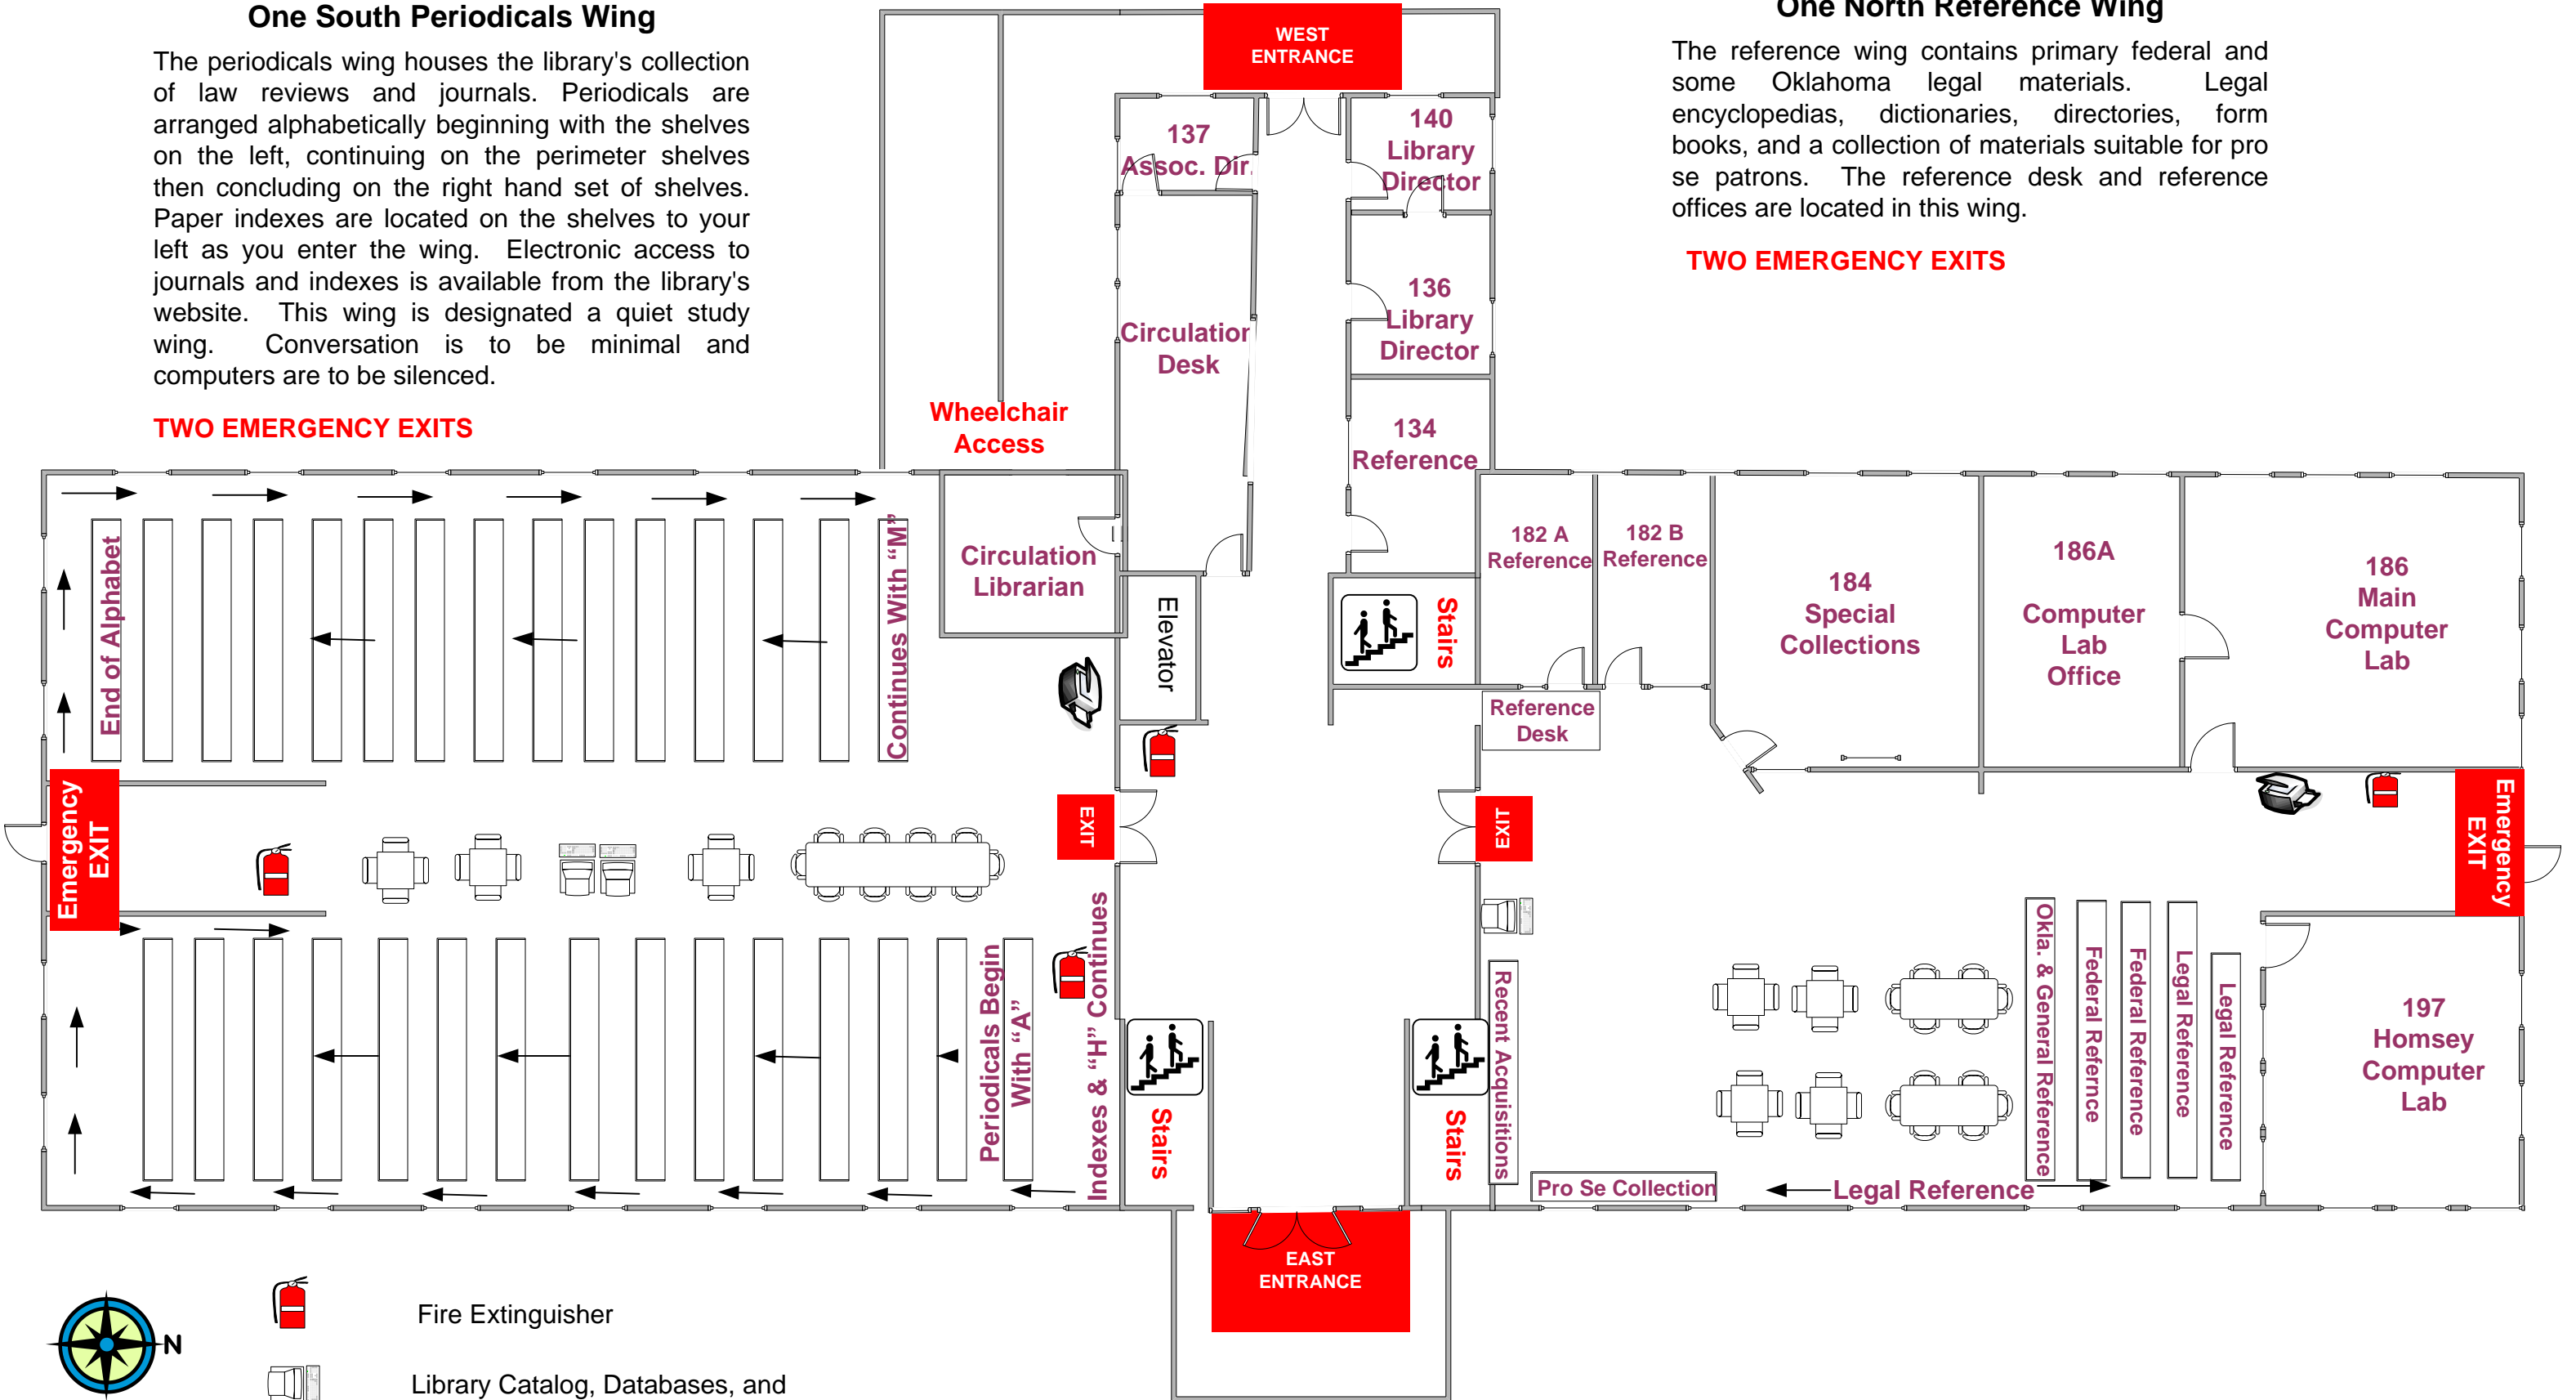 One South Periodicals Wing
The periodicals wing houses the library's collection
of law reviews and journals. Periodicals are
arranged alphabetically beginning with the shelves
on the left, continuing on the perimeter shelves
then concluding on the right hand set of shelves.
Paper indexes are located on the shelves to your
left as you enter the wing. Electronic access to
journals and indexes is available from the library's
website. This wing is designated a quiet study
wing. Conversation is to be minimal and
computers are to be silenced.
TWO EMERGENCY EXITS
One North Reference Wing
The reference wing contains primary federal and
some Oklahoma legal materials. Legal
encyclopedias, dictionaries, directories, form
books, and a collection of materials suitable for pro
se patrons. The reference desk and reference
offices are located in this wing.
TWO EMERGENCY EXITS
WEST
ENTRANCE
137
Assoc. Dir.
140
Library
Director
136
Library
Director
Circulation
Desk
134
Reference
Wheelchair
Access
Circulation
Librarian
Elevator
Stairs
182 A
Reference
182 B
Reference
184
Special
Collections
186A
Computer
Lab
Office
186
Main
Computer
Lab
Reference
Desk
End of Alphabet
Continues With "M"
Emergency
EXIT
EXIT
EXIT
Emergency
EXIT
Periodicals Begin
With "A"
Indexes & "H" Continues
Stairs
Stairs
Recent Acquisitions
Pro Se Collection
Legal Reference
Okla. & General Reference
Federal Refernce
Federal Reference
Legal Reference
Legal Reference
197
Homsey
Computer
Lab
EAST
ENTRANCE
N
Fire Extinguisher
Library Catalog, Databases, and